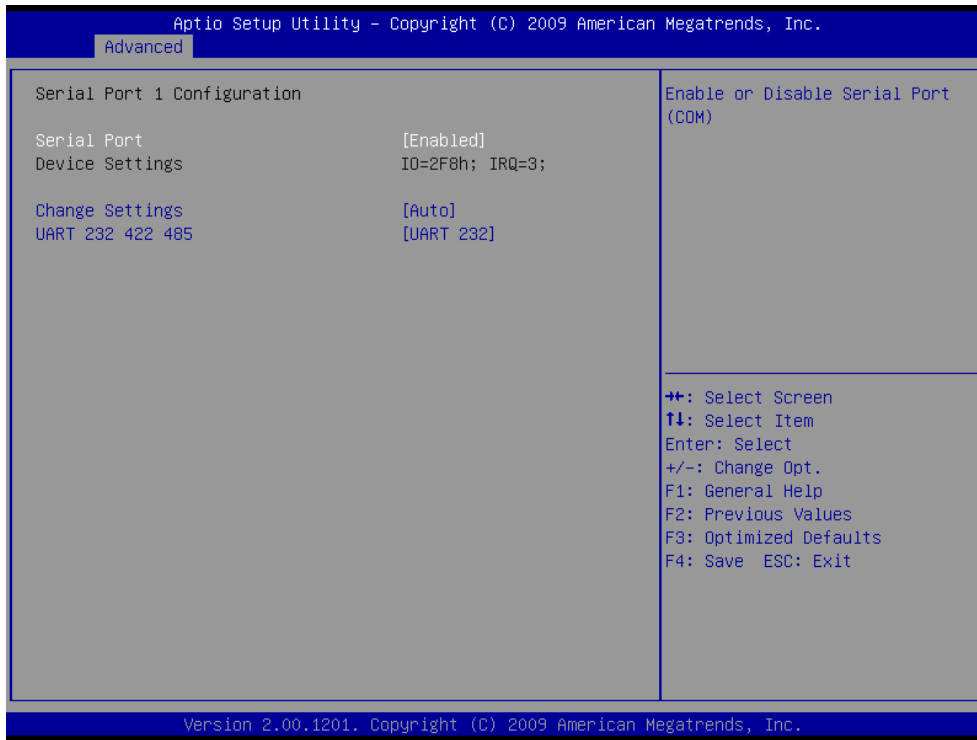 Aptio Setup Utility – Copyright (C) 2009 American Megatrends, Inc.
Advanced
Serial Port 1 Configuration
Serial Port [Enabled]
Device Settings IO=2F8h; IRQ=3;
Change Settings [Auto]
UART 232 422 485 [UART 232]
Enable or Disable Serial Port
(COM)
→←: Select Screen
↑↓: Select Item
Enter: Select
+/-: Change Opt.
F1: General Help
F2: Previous Values
F3: Optimized Defaults
F4: Save ESC: Exit
Version 2.00.1201. Copyright (C) 2009 American Megatrends, Inc.